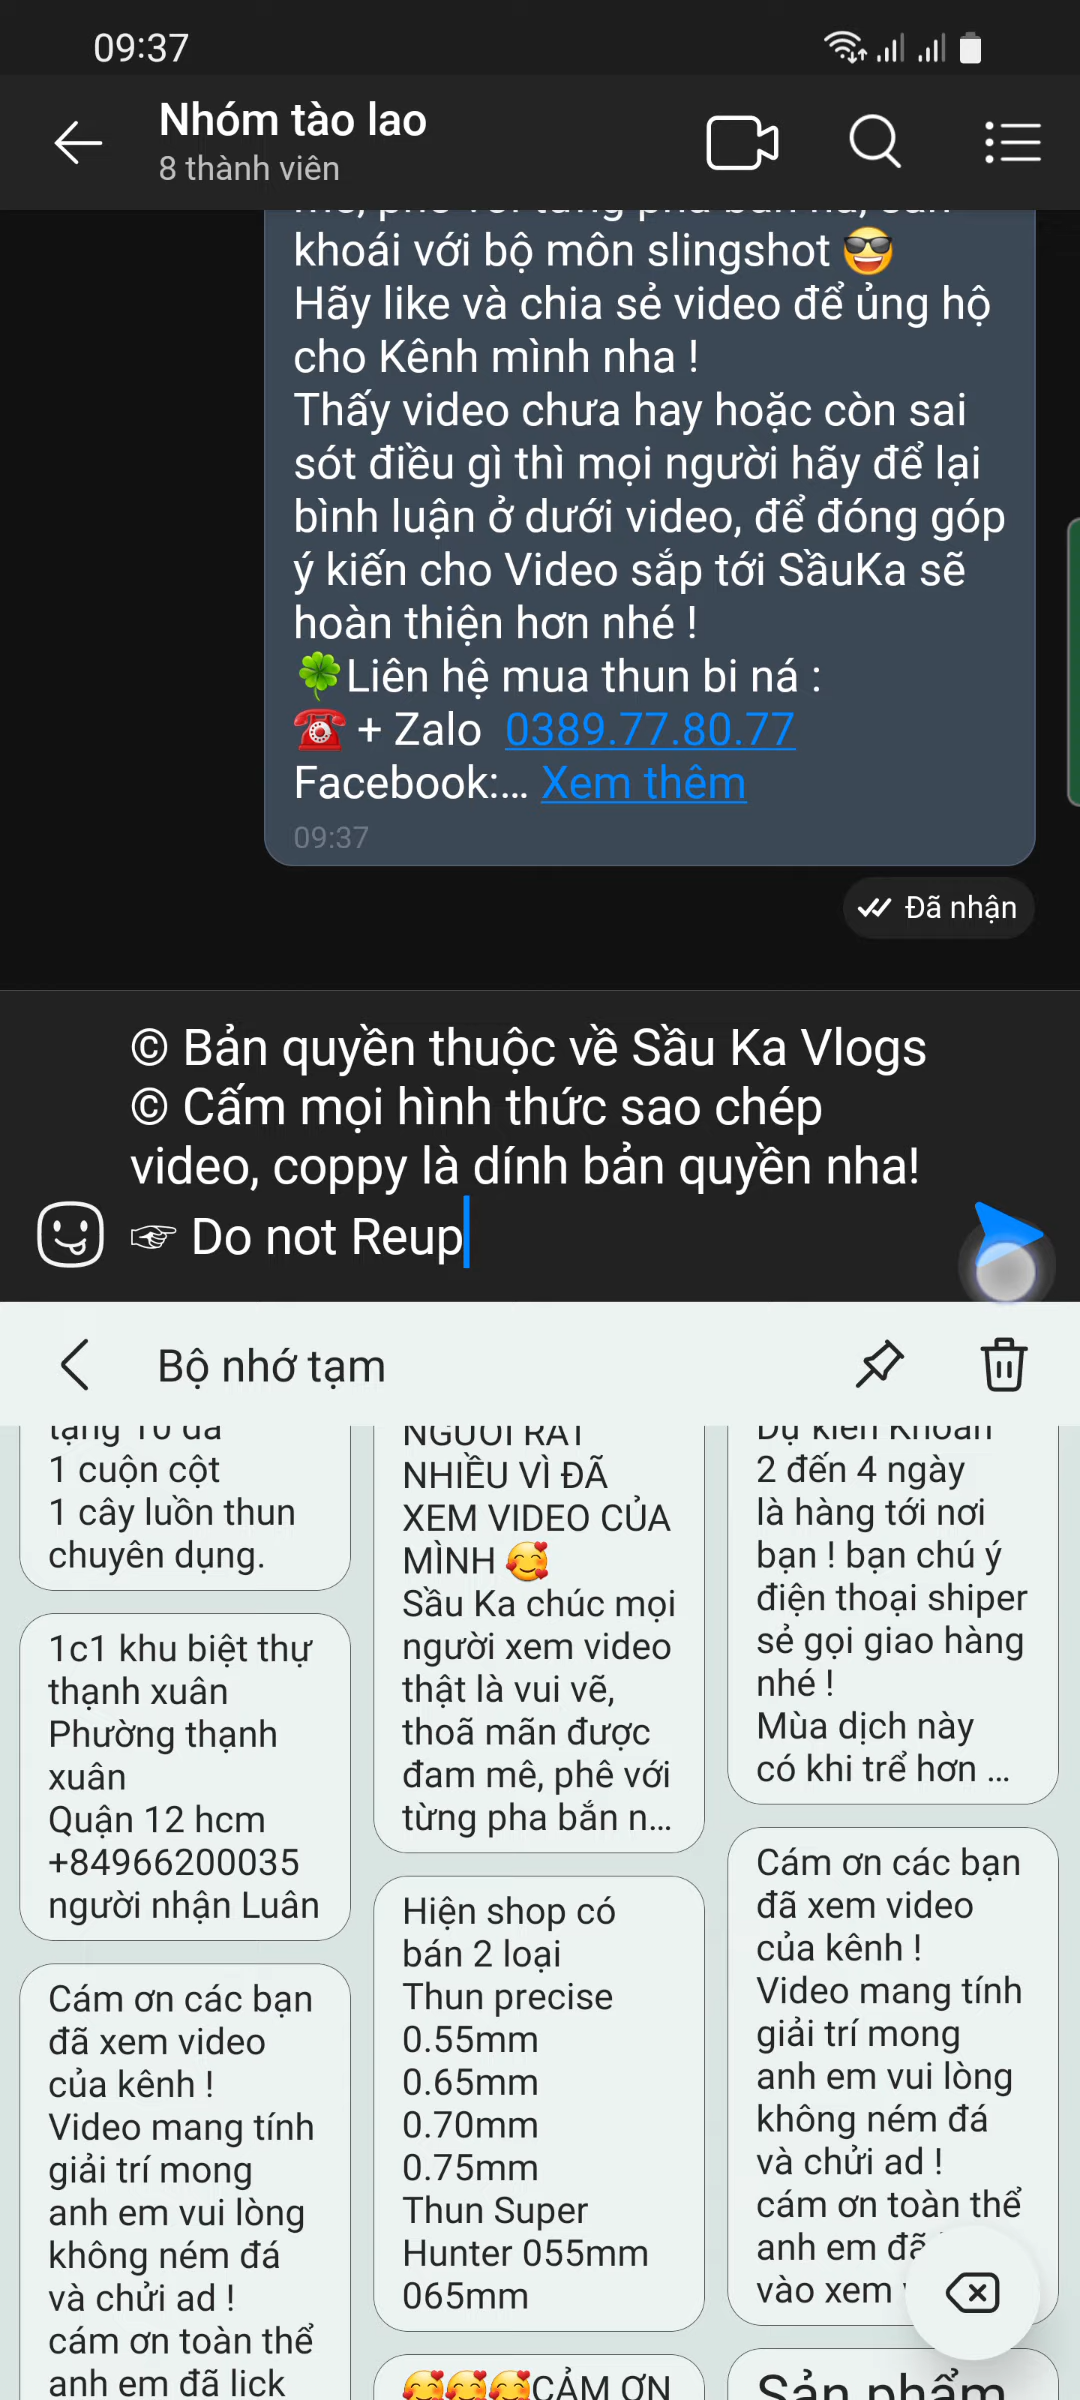 09:37
Nhóm tào lao
8 thành viên
khoái với bộ môn slingshot 😎
Hãy like và chia sẻ video để ủng hộ
cho Kênh mình nha !
Thấy video chưa hay hoặc còn sai
sót điều gì thì mọi người hãy để lại
bình luận ở dưới video, để đóng góp
ý kiến cho Video sắp tới SầuKa sẽ
hoàn thiện hơn nhé !
🍀Liên hệ mua thun bi ná :
☎️ + Zalo 0389.77.80.77
Facebook:... Xem thêm
09:37
Đã nhận
© Bản quyền thuộc về Sầu Ka Vlogs
© Cấm mọi hình thức sao chép
video, coppy là dính bản quyền nha!
☞ Do not Reup
Bộ nhớ tạm
tặng 10 da
1 cuộn cột
1 cây luồn thun
chuyên dụng.
1c1 khu biệt thự
thạnh xuân
Phường thạnh
xuân
Quận 12 hcm
+84966200035
người nhận Luân
Cám ơn các bạn
đã xem video
của kênh !
Video mang tính
giải trí mong
anh em vui lòng
không ném đá
và chửi ad !
cám ơn toàn thể
anh em đã lick
NHIỀU VÌ ĐÃ
XEM VIDEO CỦA
MÌNH 🥰
Sầu Ka chúc mọi
người xem video
thật là vui vẽ,
thoã mãn được
đam mê, phê với
từng pha bắn n...
Hiện shop có
bán 2 loại
Thun precise
0.55mm
0.65mm
0.70mm
0.75mm
Thun Super
Hunter 055mm
065mm
🥰🥰🥰CẢM ƠN
Dự kiến Khoản
2 đến 4 ngày
là hàng tới nơi
bạn ! bạn chú ý
điện thoại shiper
sẻ gọi giao hàng
nhé !
Mùa dịch này
có khi trể hơn ...
Cám ơn các bạn
đã xem video
của kênh !
Video mang tính
giải trí mong
anh em vui lòng
không ném đá
và chửi ad !
cám ơn toàn thể
anh em đã
vào xem
Sản phẩm